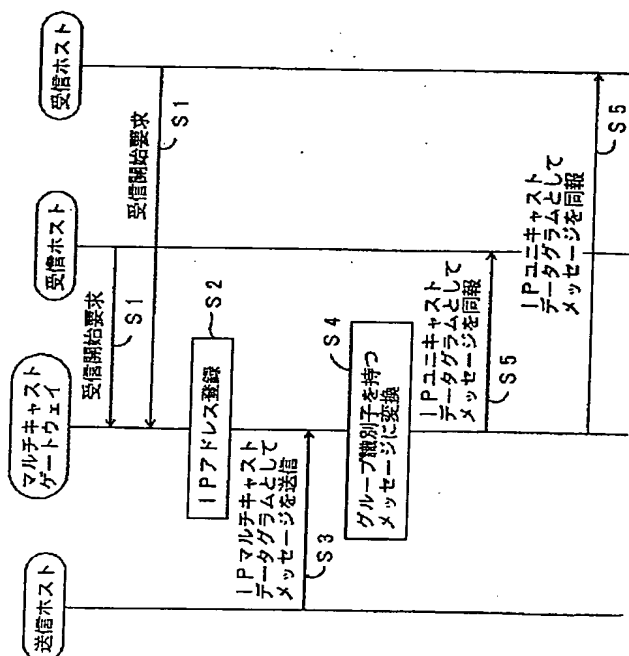 送信ホスト
マルチキャスト
ゲートウェイ
受信ホスト
受信ホスト
受信開始要求
S1
受信開始要求
S1
IPアドレス登録
S2
IPマルチキャスト
データグラムとして
メッセージを送信
S3
グループ識別子を持つ
メッセージに変換
S4
IPユニキャスト
データグラムとして
メッセージを同報
S5
IPユニキャスト
データグラムとして
メッセージを同報
S5